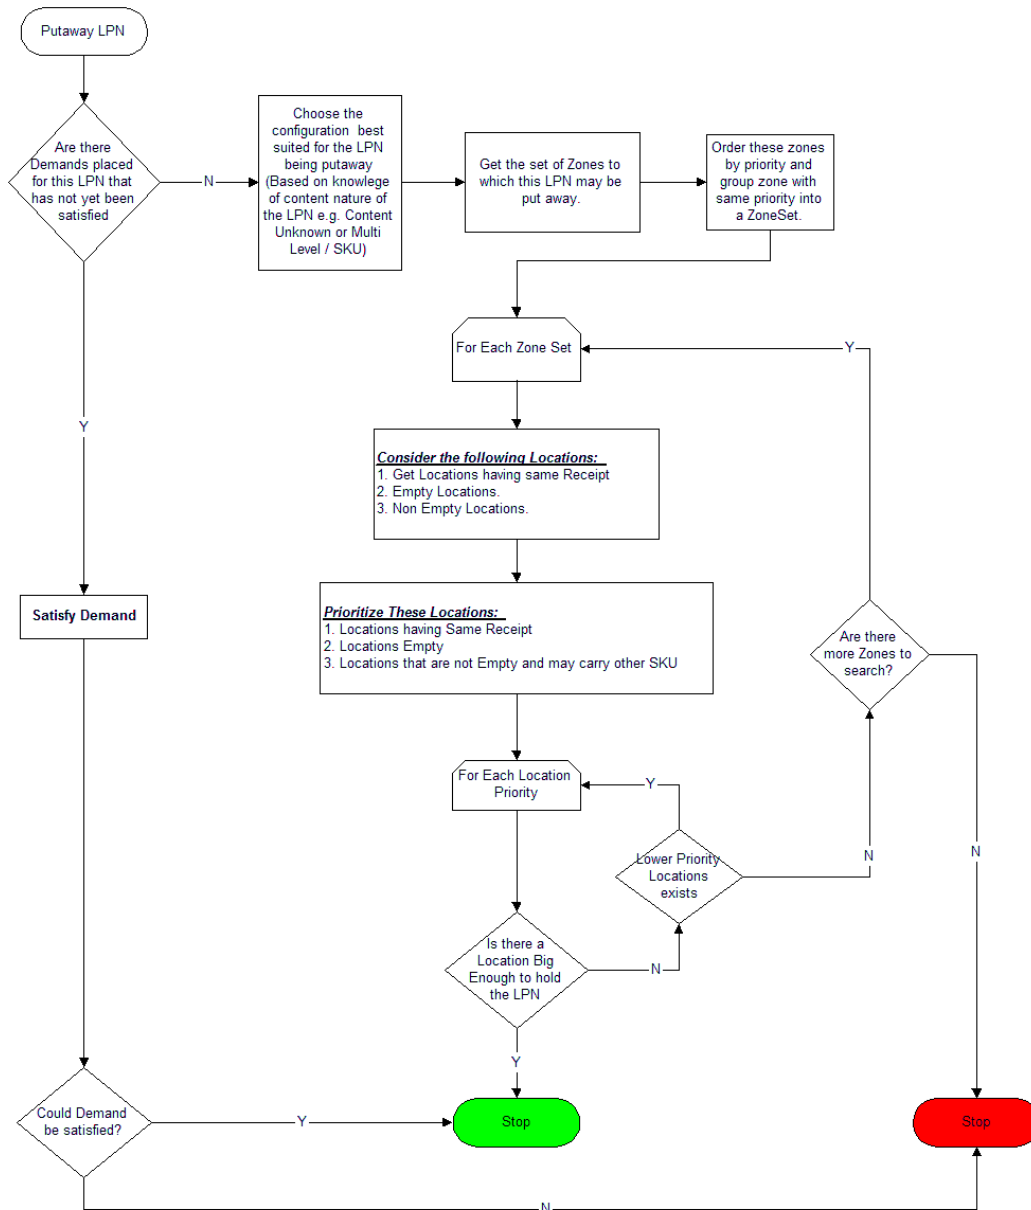 Putaway LPN
Are there
Demands placed
for this LPN that
has not yet been
satisfied
N
Choose the
configuration best
suited for the LPN
being putaway
(Based on knowlege
of content nature of
the LPN e.g. Content
Unknown or Multi
Level / SKU)
Get the set of Zones to
which this LPN may be
put away.
Order these zones
by priority and
group zone with
same priority into
a ZoneSet.
For Each Zone Set
Y
Y
Consider the following Locations:
1. Get Locations having same Receipt
2. Empty Locations.
3. Non Empty Locations.
Satisfy Demand
Prioritize These Locations:
1. Locations having Same Receipt
2. Locations Empty
3. Locations that are not Empty and may carry other SKU
Are there
more Zones to
search?
For Each Location
Priority
Y
Lower Priority
Locations
exists
N
N
Is there a
Location Big
Enough to hold
the LPN
N
Y
Could Demand
be satisfied?
Y
Stop
Stop
N